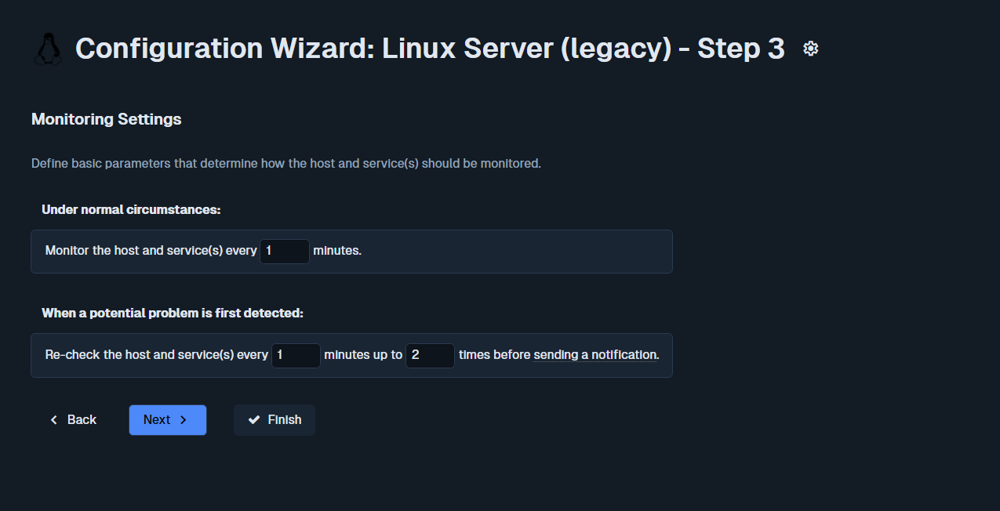 Configuration Wizard: Linux Server (legacy) - Step 3
Monitoring Settings
Define basic parameters that determine how the host and service(s) should be monitored.
Under normal circumstances:
Monitor the host and service(s) every 1 minutes.
When a potential problem is first detected:
Re-check the host and service(s) every 1 minutes up to 2 times before sending a notification.
Back Next Finish